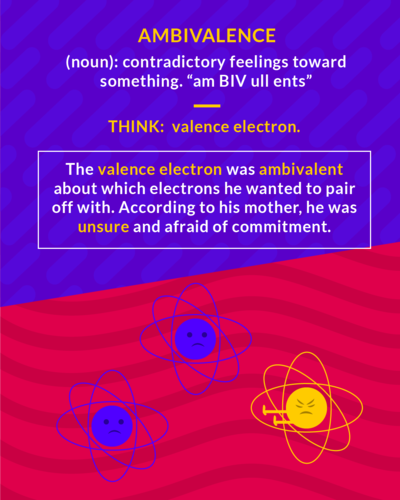 AMBIVALENCE
(noun): contradictory feelings toward
something. “am BIV ull ents”
THINK: valence electron.
The valence electron was ambivalent
about which electrons he wanted to pair
off with. According to his mother, he was
unsure and afraid of commitment.